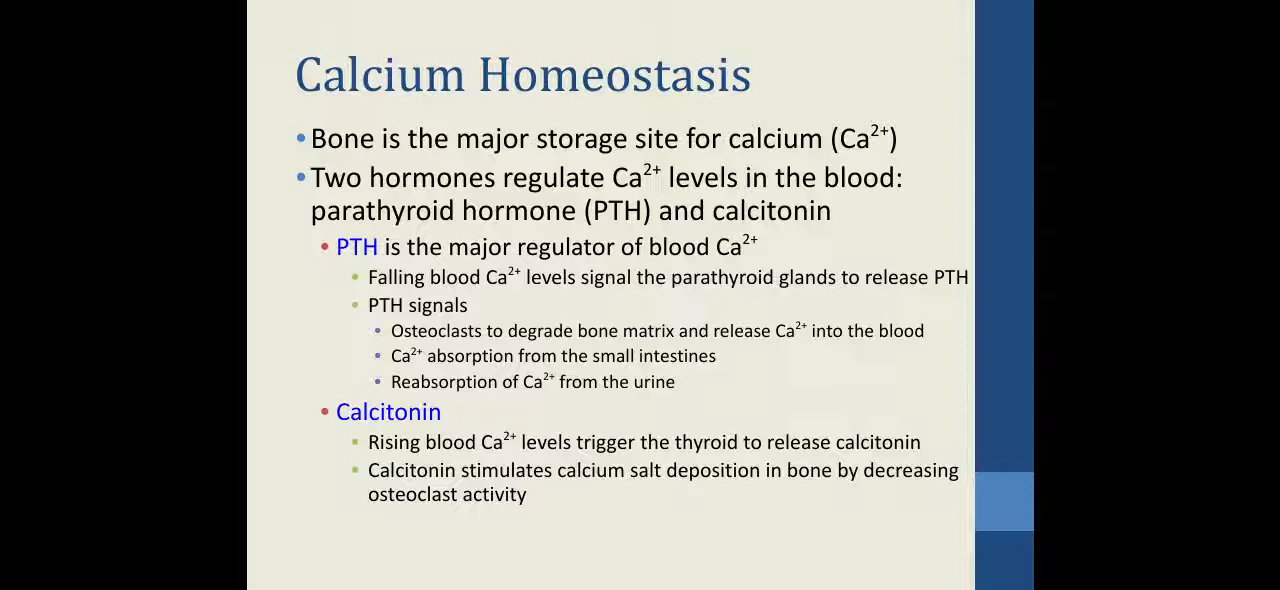 Calcium Homeostasis
•Bone is the major storage site for calcium (Ca²⁺)
•Two hormones regulate Ca²⁺ levels in the blood:
parathyroid hormone (PTH) and calcitonin
• PTH is the major regulator of blood Ca²⁺
• Falling blood Ca²⁺ levels signal the parathyroid glands to release PTH
• PTH signals
• Osteoclasts to degrade bone matrix and release Ca²⁺ into the blood
• Ca²⁺ absorption from the small intestines
• Reabsorption of Ca²⁺ from the urine
• Calcitonin
• Rising blood Ca²⁺ levels trigger the thyroid to release calcitonin
• Calcitonin stimulates calcium salt deposition in bone by decreasing
osteoclast activity